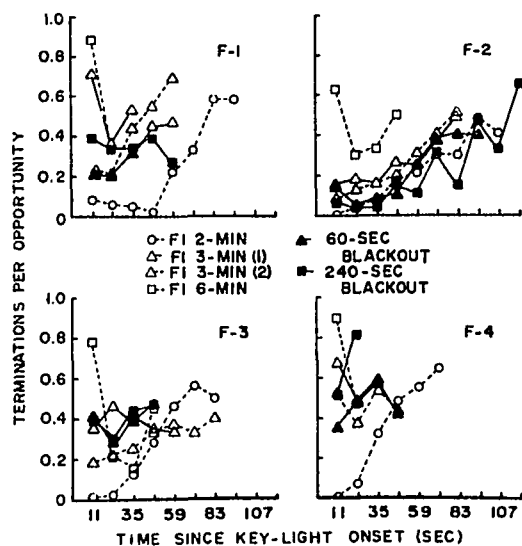 TERMINATIONS PER OPPORTUNITY
1.0
0.8
0.6
0.4
0.2
0
F-1
F-2
FI 2-MIN
FI 3-MIN (1)
FI 3-MIN (2)
FI 6-MIN
60-SEC
BLACKOUT
240-SEC
BLACKOUT
1.0
0.8
0.6
0.4
0.2
0
F-3
F-4
11 35 59 83 107
11 35 59 83 107
TIME SINCE KEY-LIGHT ONSET (SEC)